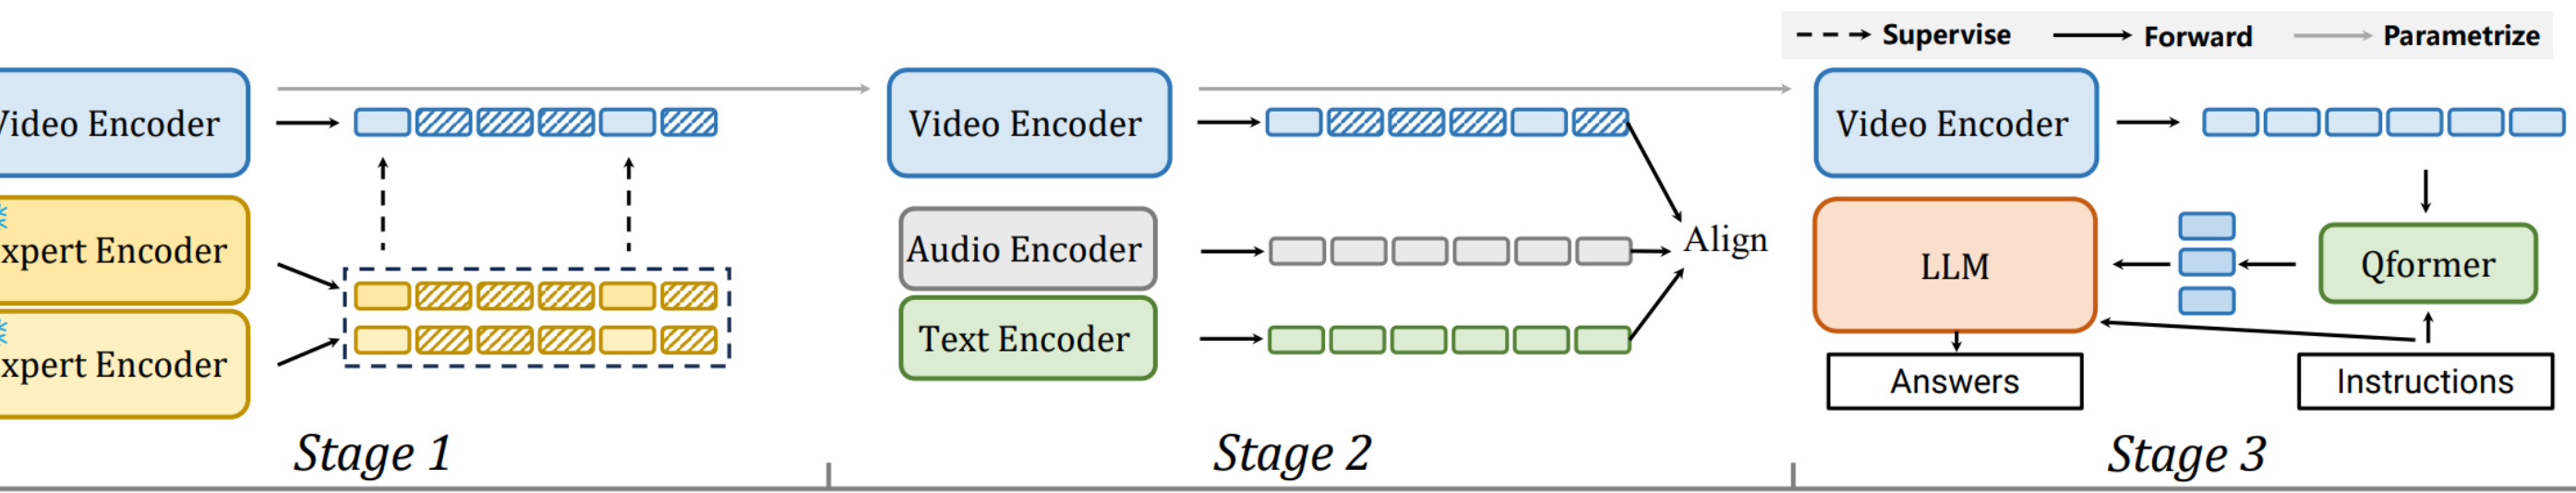 Supervise Forward Parametrize
Video Encoder
xpert Encoder
xpert Encoder
Stage 1
Video Encoder
Audio Encoder
Text Encoder
Align
Stage 2
Video Encoder
LLM
Qformer
Answers
Instructions
Stage 3